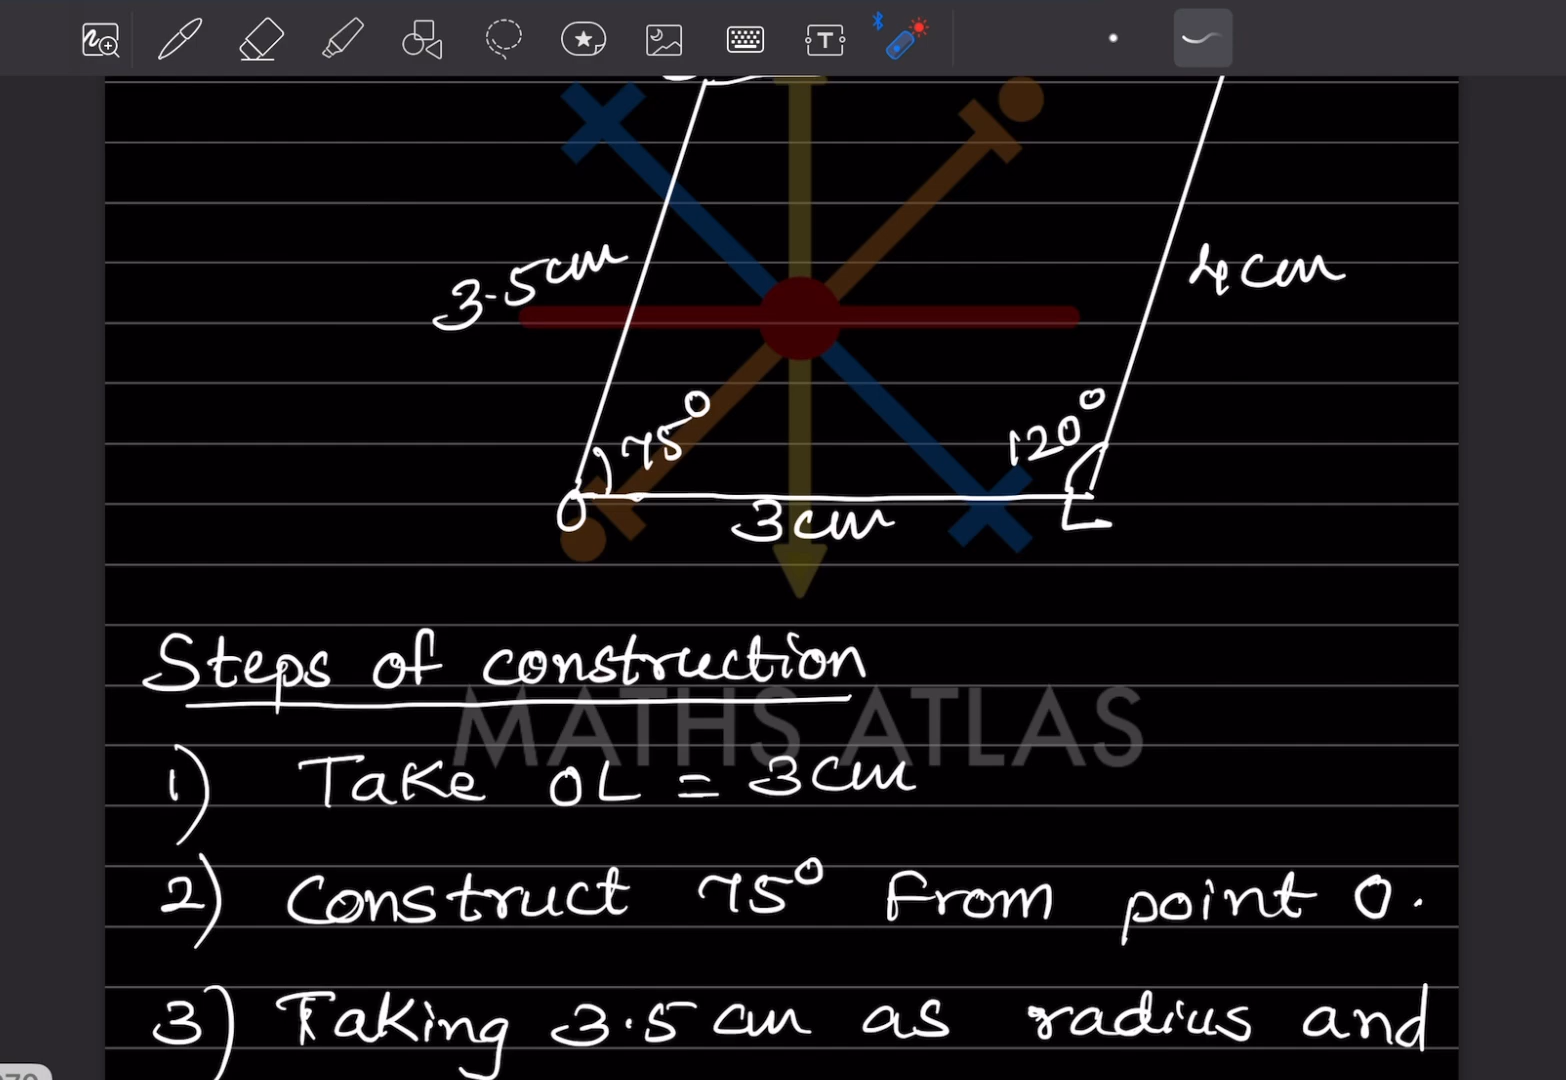 3.5cm
4cm
75°
120°
O
3cm
L
Steps of construction
MATHS ATLAS
1) Take OL = 3cm
2) Construct 75° from point O.
3) Taking 3.5 cm as radius and